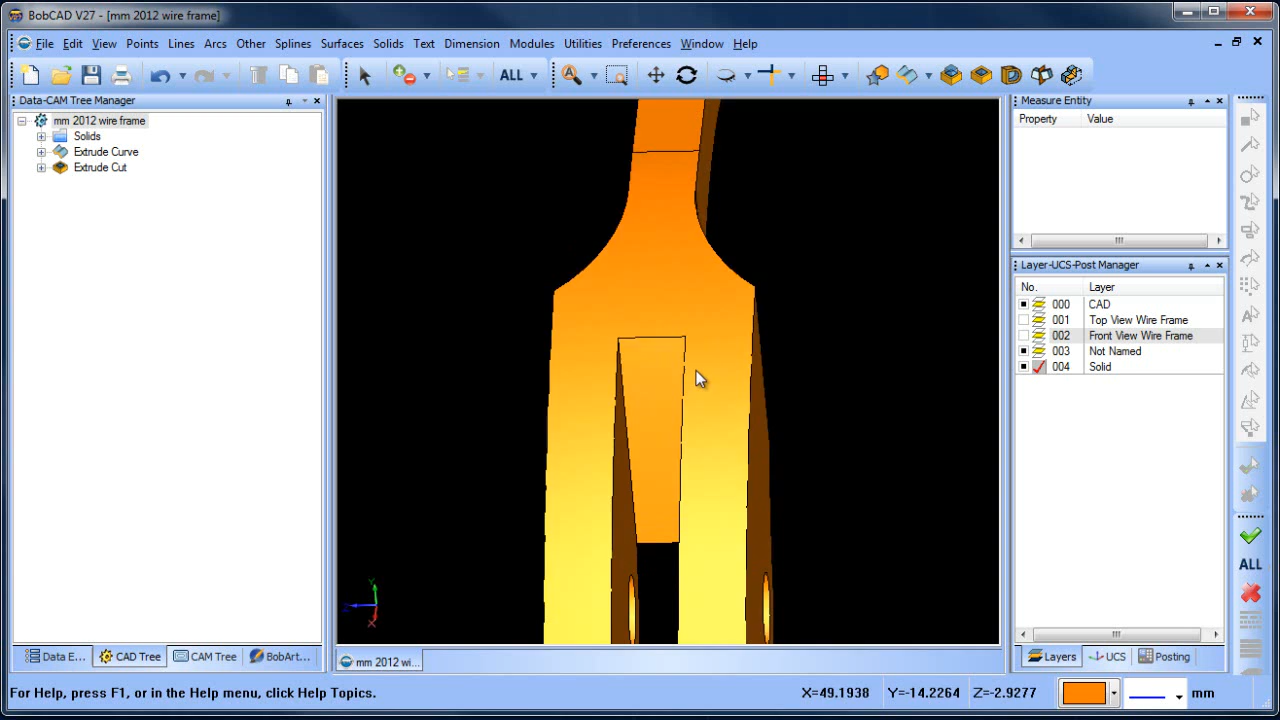 BobCAD V27 - [mm 2012 wire frame]
File Edit View Points Lines Arcs Other Splines Surfaces Solids Text Dimension Modules Utilities Preferences Window Help
ALL
Data-CAM Tree Manager
mm 2012 wire frame
Solids
Extrude Curve
Extrude Cut
Measure Entity
Property Value
Layer-UCS-Post Manager
No. Layer
000 CAD
001 Top View Wire Frame
002 Front View Wire Frame
003 Not Named
004 Solid
ALL
Y
X
Data E... CAD Tree CAM Tree BobArt...
mm 2012 wi...
Layers UCS Posting
For Help, press F1, or in the Help menu, click Help Topics.
X=49.1938 Y=-14.2264 Z=-2.9277 mm